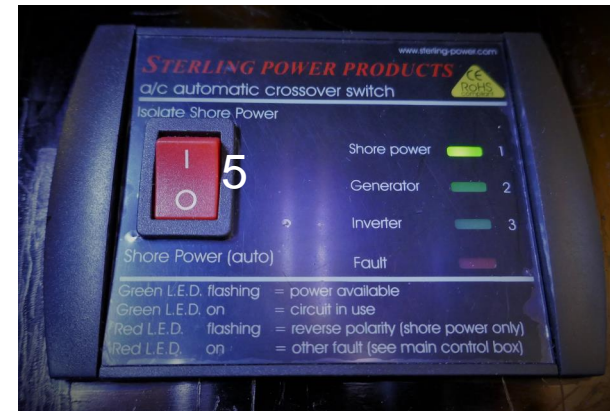 www.sterling-power.com
STERLING POWER PRODUCTS
CE
RoHS
compliant
a/c automatic crossover switch
Isolate Shore Power
I
5
O
Shore power 1
Generator 2
Inverter 3
Shore Power (auto)
Fault
Green L.E.D. flashing = power available
Green L.E.D. on = circuit in use
Red L.E.D. flashing = reverse polarity (shore power only)
Red L.E.D. on = other fault (see main control box)